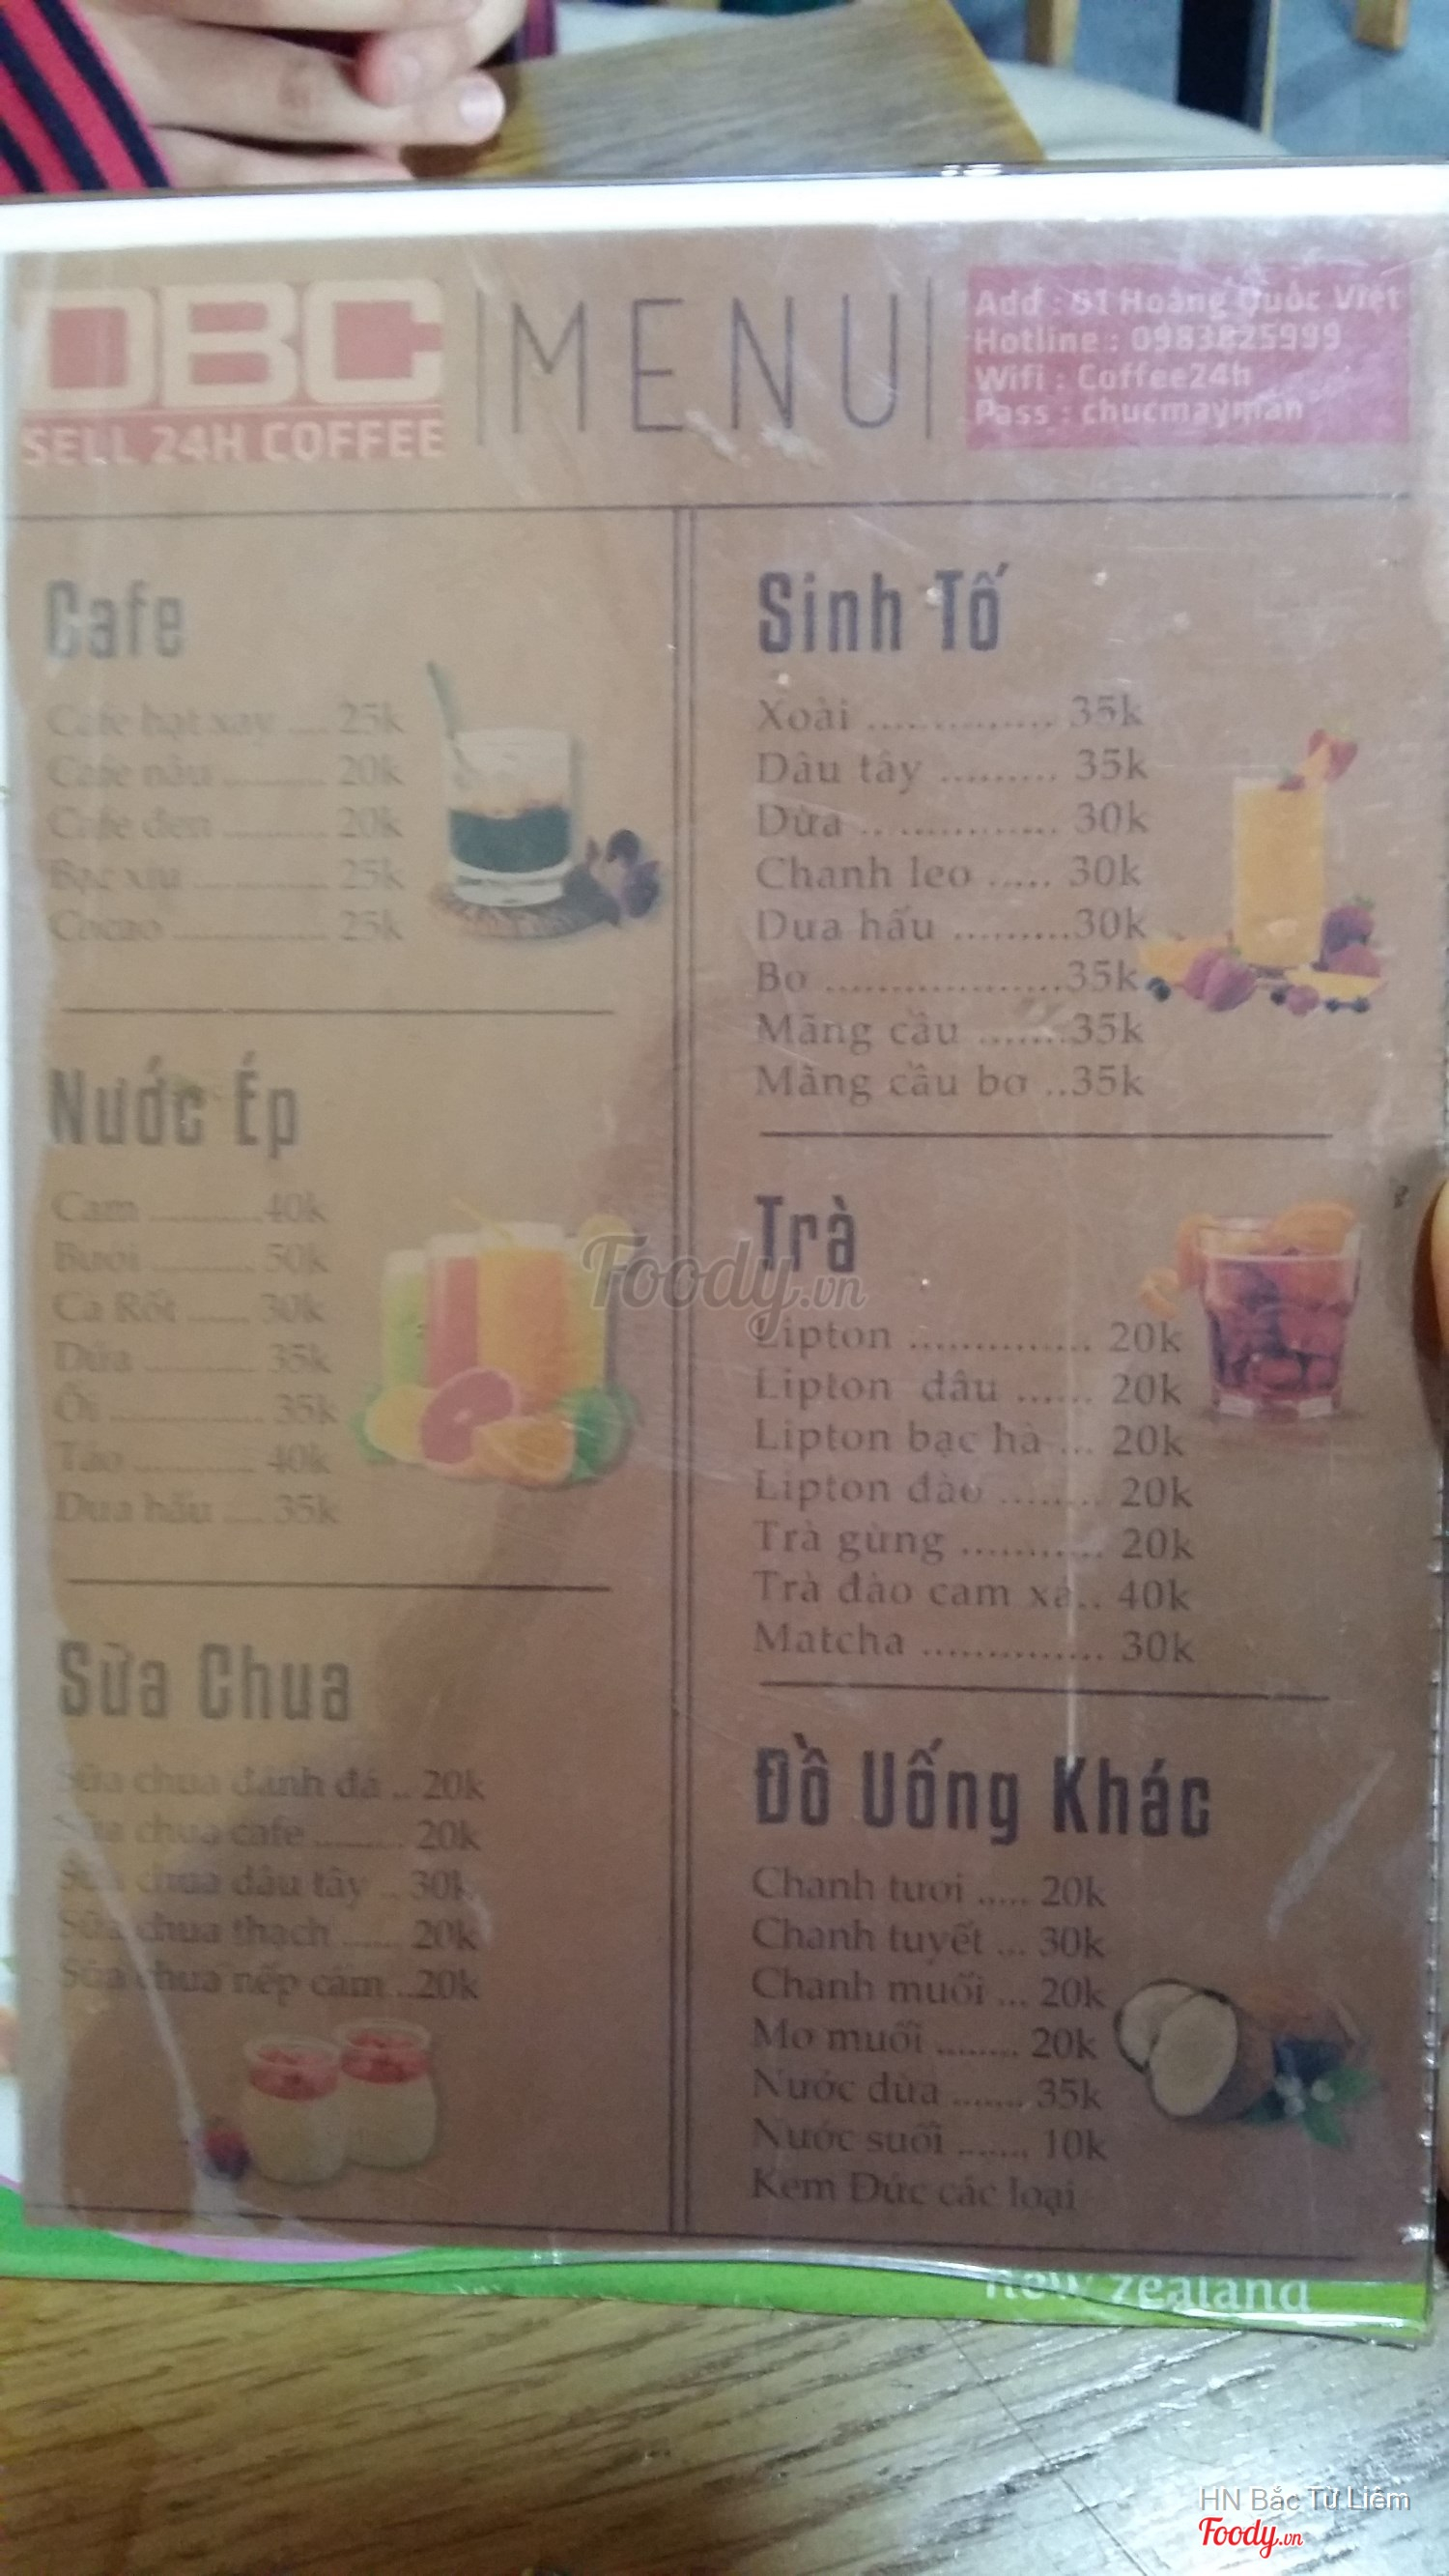 DBC
SELL 24H COFFEE
MENU
Add : 81 Hoàng Quốc Việt
Hotline : 0983825999
Wifi : Coffee24h
Pass : chucmayman
Cafe
Cafe hạt xay .... 25k
Cafe nâu .......... 20k
Cafe đen .......... 20k
Bạc xỉu ............. 25k
Cacao ............... 25k
Nước Ép
Cam ...........40k
Bưởi .......... 50k
Cà Rốt ...... 30k
Dứa ........... 35k
Ổi ............... 35k
Táo ............ 40k
Dưa hấu .... 35k
Sữa Chua
Sữa chua đánh đá .. 20k
Sữa chua cafe ......... 20k
Sữa chua dâu tây .. 30k
Sữa chua thạch ...... 20k
Sữa chua nếp cẩm ..20k
Sinh Tố
Xoài .............. 35k
Dâu tây ......... 35k
Dừa ............... 30k
Chanh leo ..... 30k
Dưa hấu .........30k
Bơ ..................35k
Mãng cầu .......35k
Mãng cầu bơ ..35k
Trà
Lipton .............. 20k
Lipton dâu ...... 20k
Lipton bạc hà ... 20k
Lipton đào ........ 20k
Trà gừng ........... 20k
Trà đào cam xả.. 40k
Matcha .............. 30k
Đồ Uống Khác
Chanh tươi ..... 20k
Chanh tuyết ... 30k
Chanh muối ... 20k
Mơ muối ........ 20k
Nước dừa ....... 35k
Nước suối ....... 10k
Kem Đức các loại
new zealand
Foody.vn
HN Bắc Từ Liêm
Foody.vn